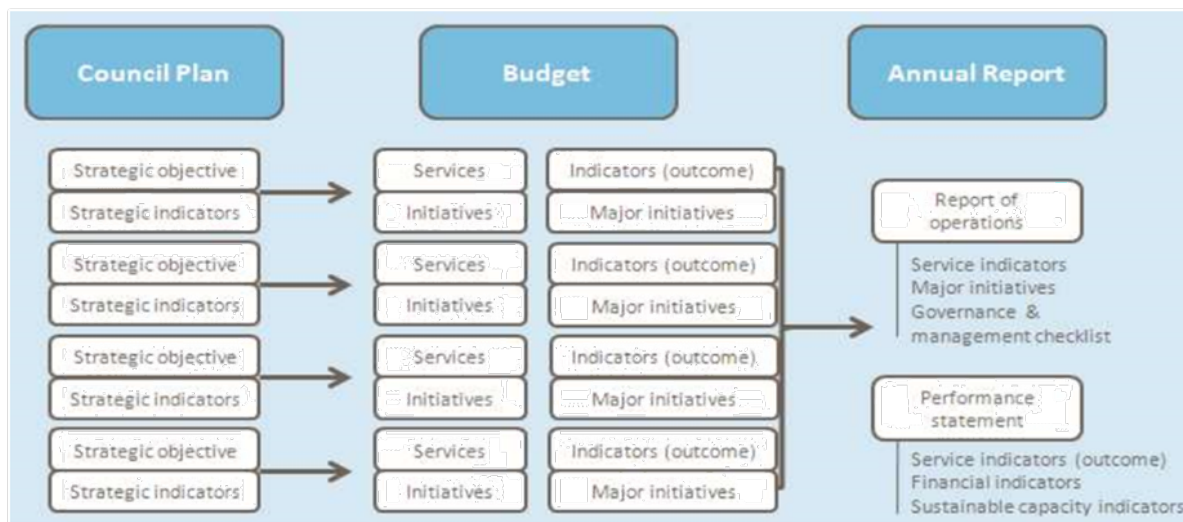 Council Plan
Budget
Annual Report
Strategic objective
Strategic indicators
Strategic objective
Strategic indicators
Strategic objective
Strategic indicators
Strategic objective
Strategic indicators
Services
Initiatives
Services
Initiatives
Services
Initiatives
Services
Initiatives
Indicators (outcome)
Major initiatives
Indicators (outcome)
Major initiatives
Indicators (outcome)
Major initiatives
Indicators (outcome)
Major initiatives
Report of
operations
Service indicators
Major initiatives
Governance &
management checklist
Performance
statement
Service indicators (outcome)
Financial indicators
Sustainable capacity indicators